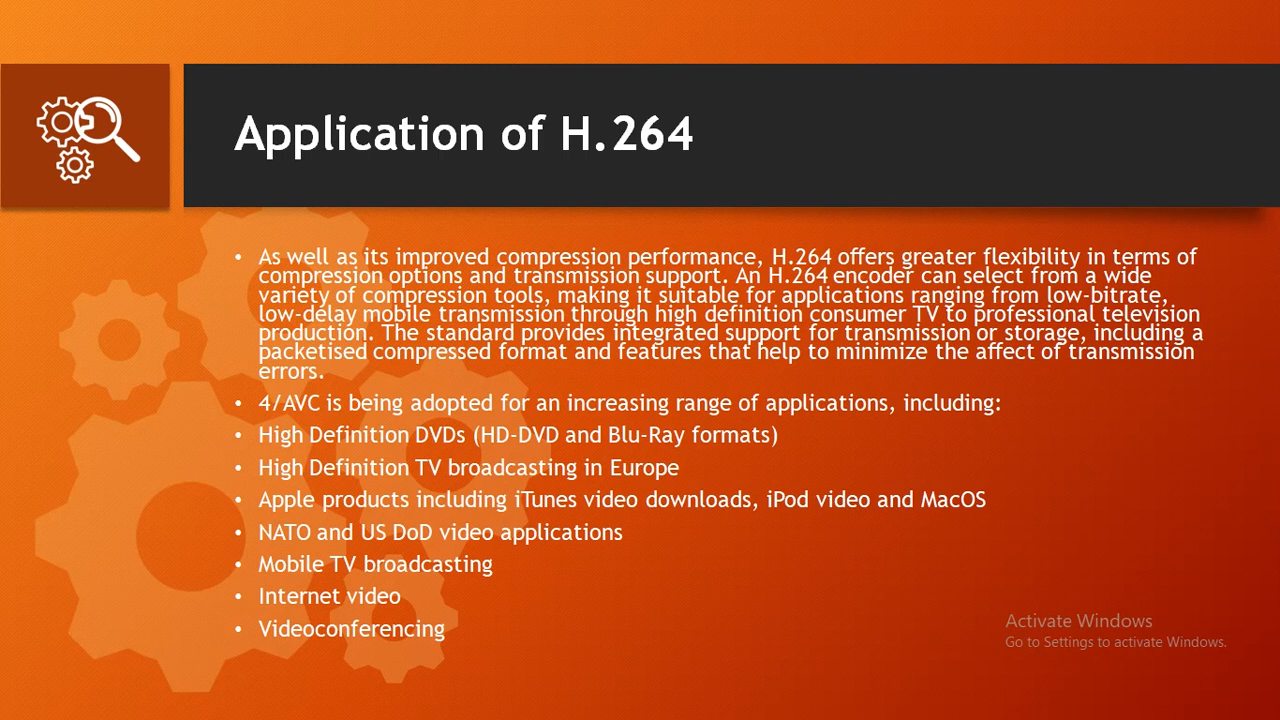 Application of H.264
• As well as its improved compression performance, H.264 offers greater flexibility in terms of
compression options and transmission support. An H.264 encoder can select from a wide
variety of compression tools, making it suitable for applications ranging from low-bitrate,
low-delay mobile transmission through high definition consumer TV to professional television
production. The standard provides integrated support for transmission or storage, including a
packetised compressed format and features that help to minimize the affect of transmission
errors.
• 4/AVC is being adopted for an increasing range of applications, including:
• High Definition DVDs (HD-DVD and Blu-Ray formats)
• High Definition TV broadcasting in Europe
• Apple products including iTunes video downloads, iPod video and MacOS
• NATO and US DoD video applications
• Mobile TV broadcasting
• Internet video
• Videoconferencing
Activate Windows
Go to Settings to activate Windows.